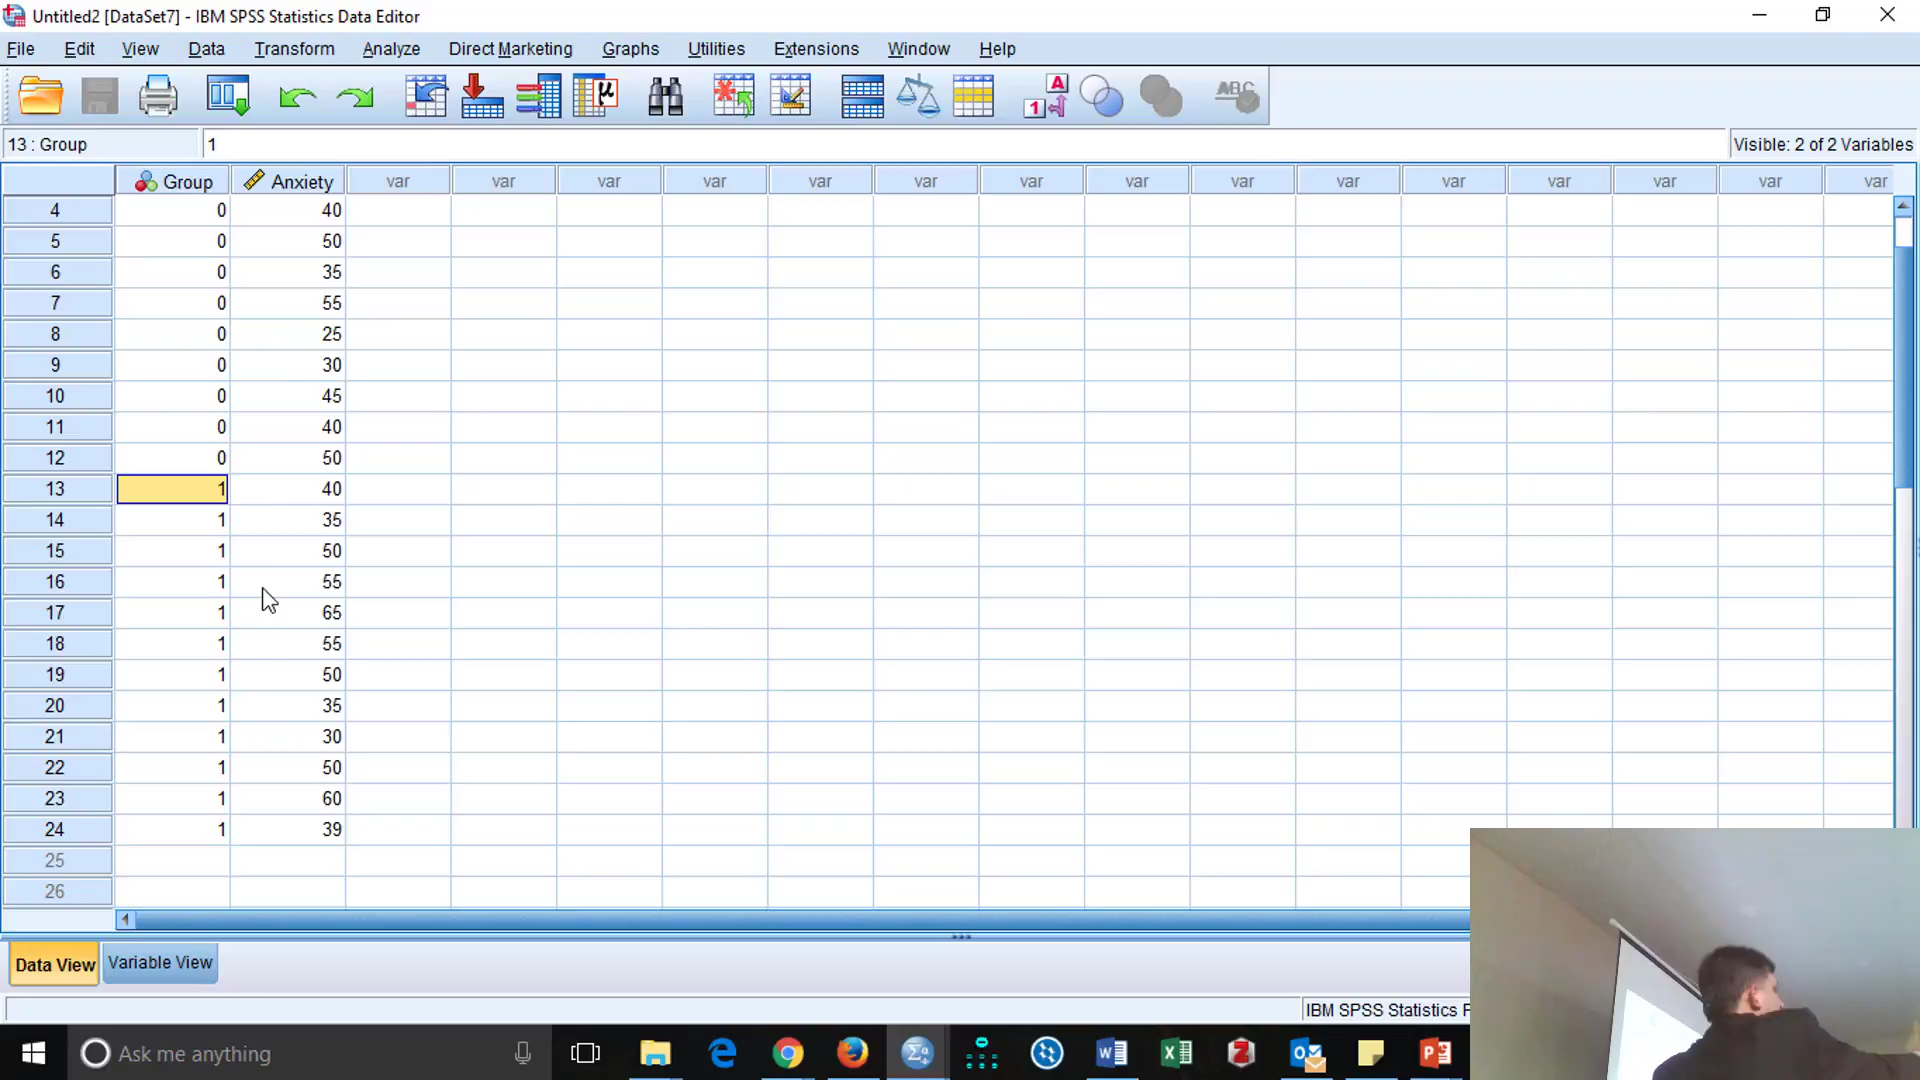 Untitled2 [DataSet7] - IBM SPSS Statistics Data Editor
File Edit View Data Transform Analyze Direct Marketing Graphs Utilities Extensions Window Help
13 : Group 1 Visible: 2 of 2 Variables
Group Anxiety var var var var var var var var var var var var var var var
4 0 40
5 0 50
6 0 35
7 0 55
8 0 25
9 0 30
10 0 45
11 0 40
12 0 50
13 1 40
14 1 35
15 1 50
16 1 55
17 1 65
18 1 55
19 1 50
20 1 35
21 1 30
22 1 50
23 1 60
24 1 39
25
26
Data View Variable View
IBM SPSS Statistics P
Ask me anything